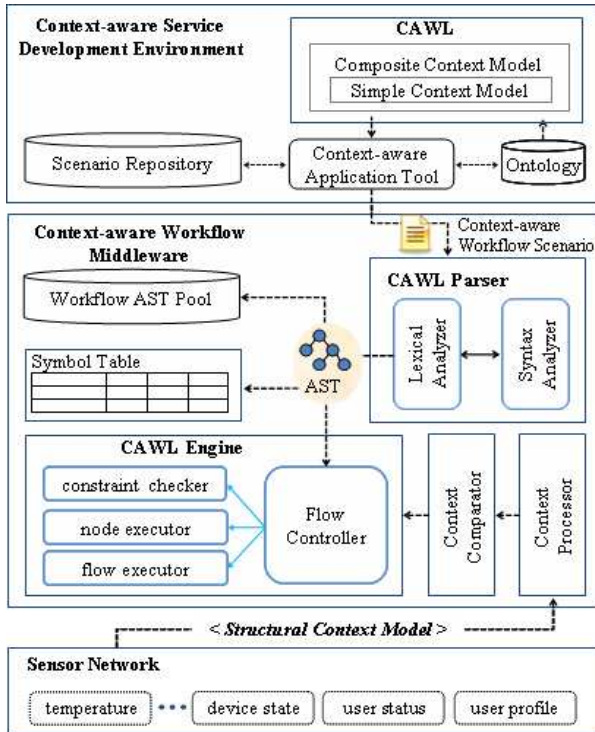 Context-aware Service
Development Environment
CAWL
Composite Context Model
Simple Context Model
Scenario Repository
Context-aware
Application Tool
Ontology
Context-aware Workflow
Middleware
Context-aware
Workflow Scenario
Workflow AST Pool
CAWL Parser
Lexical
Analyzer
Syntax
Analyzer
Symbol Table
AST
CAWL Engine
constraint checker
node executor
flow executor
Flow
Controller
Context
Comparator
Context
Processor
< Structural Context Model >
Sensor Network
temperature
device state
user status
user profile